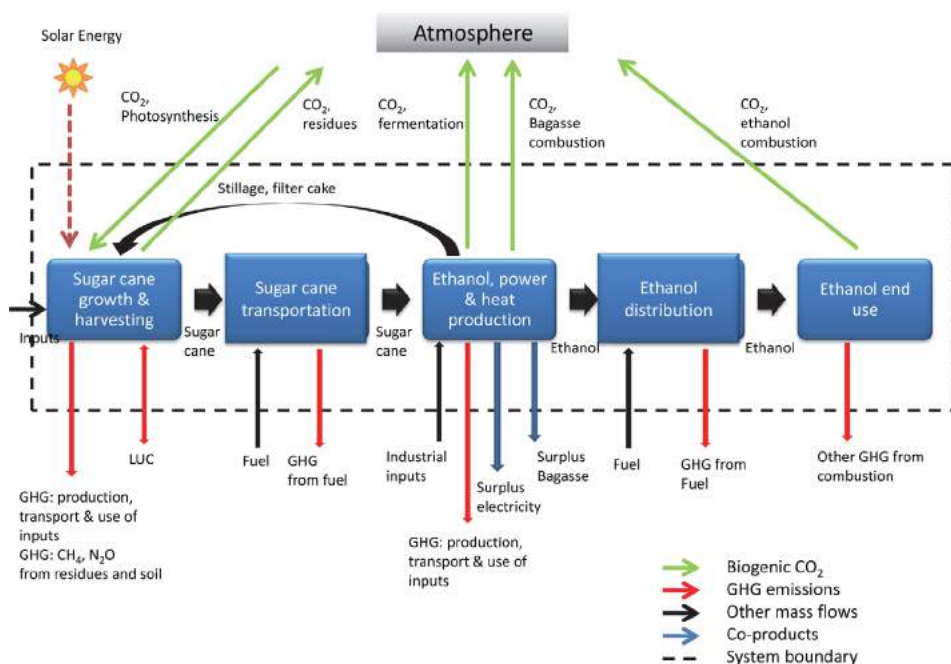 Atmosphere
Solar Energy
CO₂,
Photosynthesis
CO₂,
residues
CO₂,
fermentation
CO₂,
Bagasse
combustion
CO₂,
ethanol
combustion
Stillage, filter cake
Sugar cane
growth &
harvesting
Sugar cane
transportation
Ethanol, power
& heat
production
Ethanol
distribution
Ethanol end
use
Inputs
Sugar
cane
Sugar
cane
Ethanol
Ethanol
LUC
Fuel
GHG
from fuel
Industrial
inputs
Surplus
electricity
Surplus
Bagasse
Fuel
GHG from
Fuel
Other GHG from
combustion
GHG: production,
transport & use of
inputs
GHG: CH₄, N₂O
from residues and soil
GHG: production,
transport & use of
inputs
Biogenic CO₂
GHG emissions
Other mass flows
Co-products
System boundary